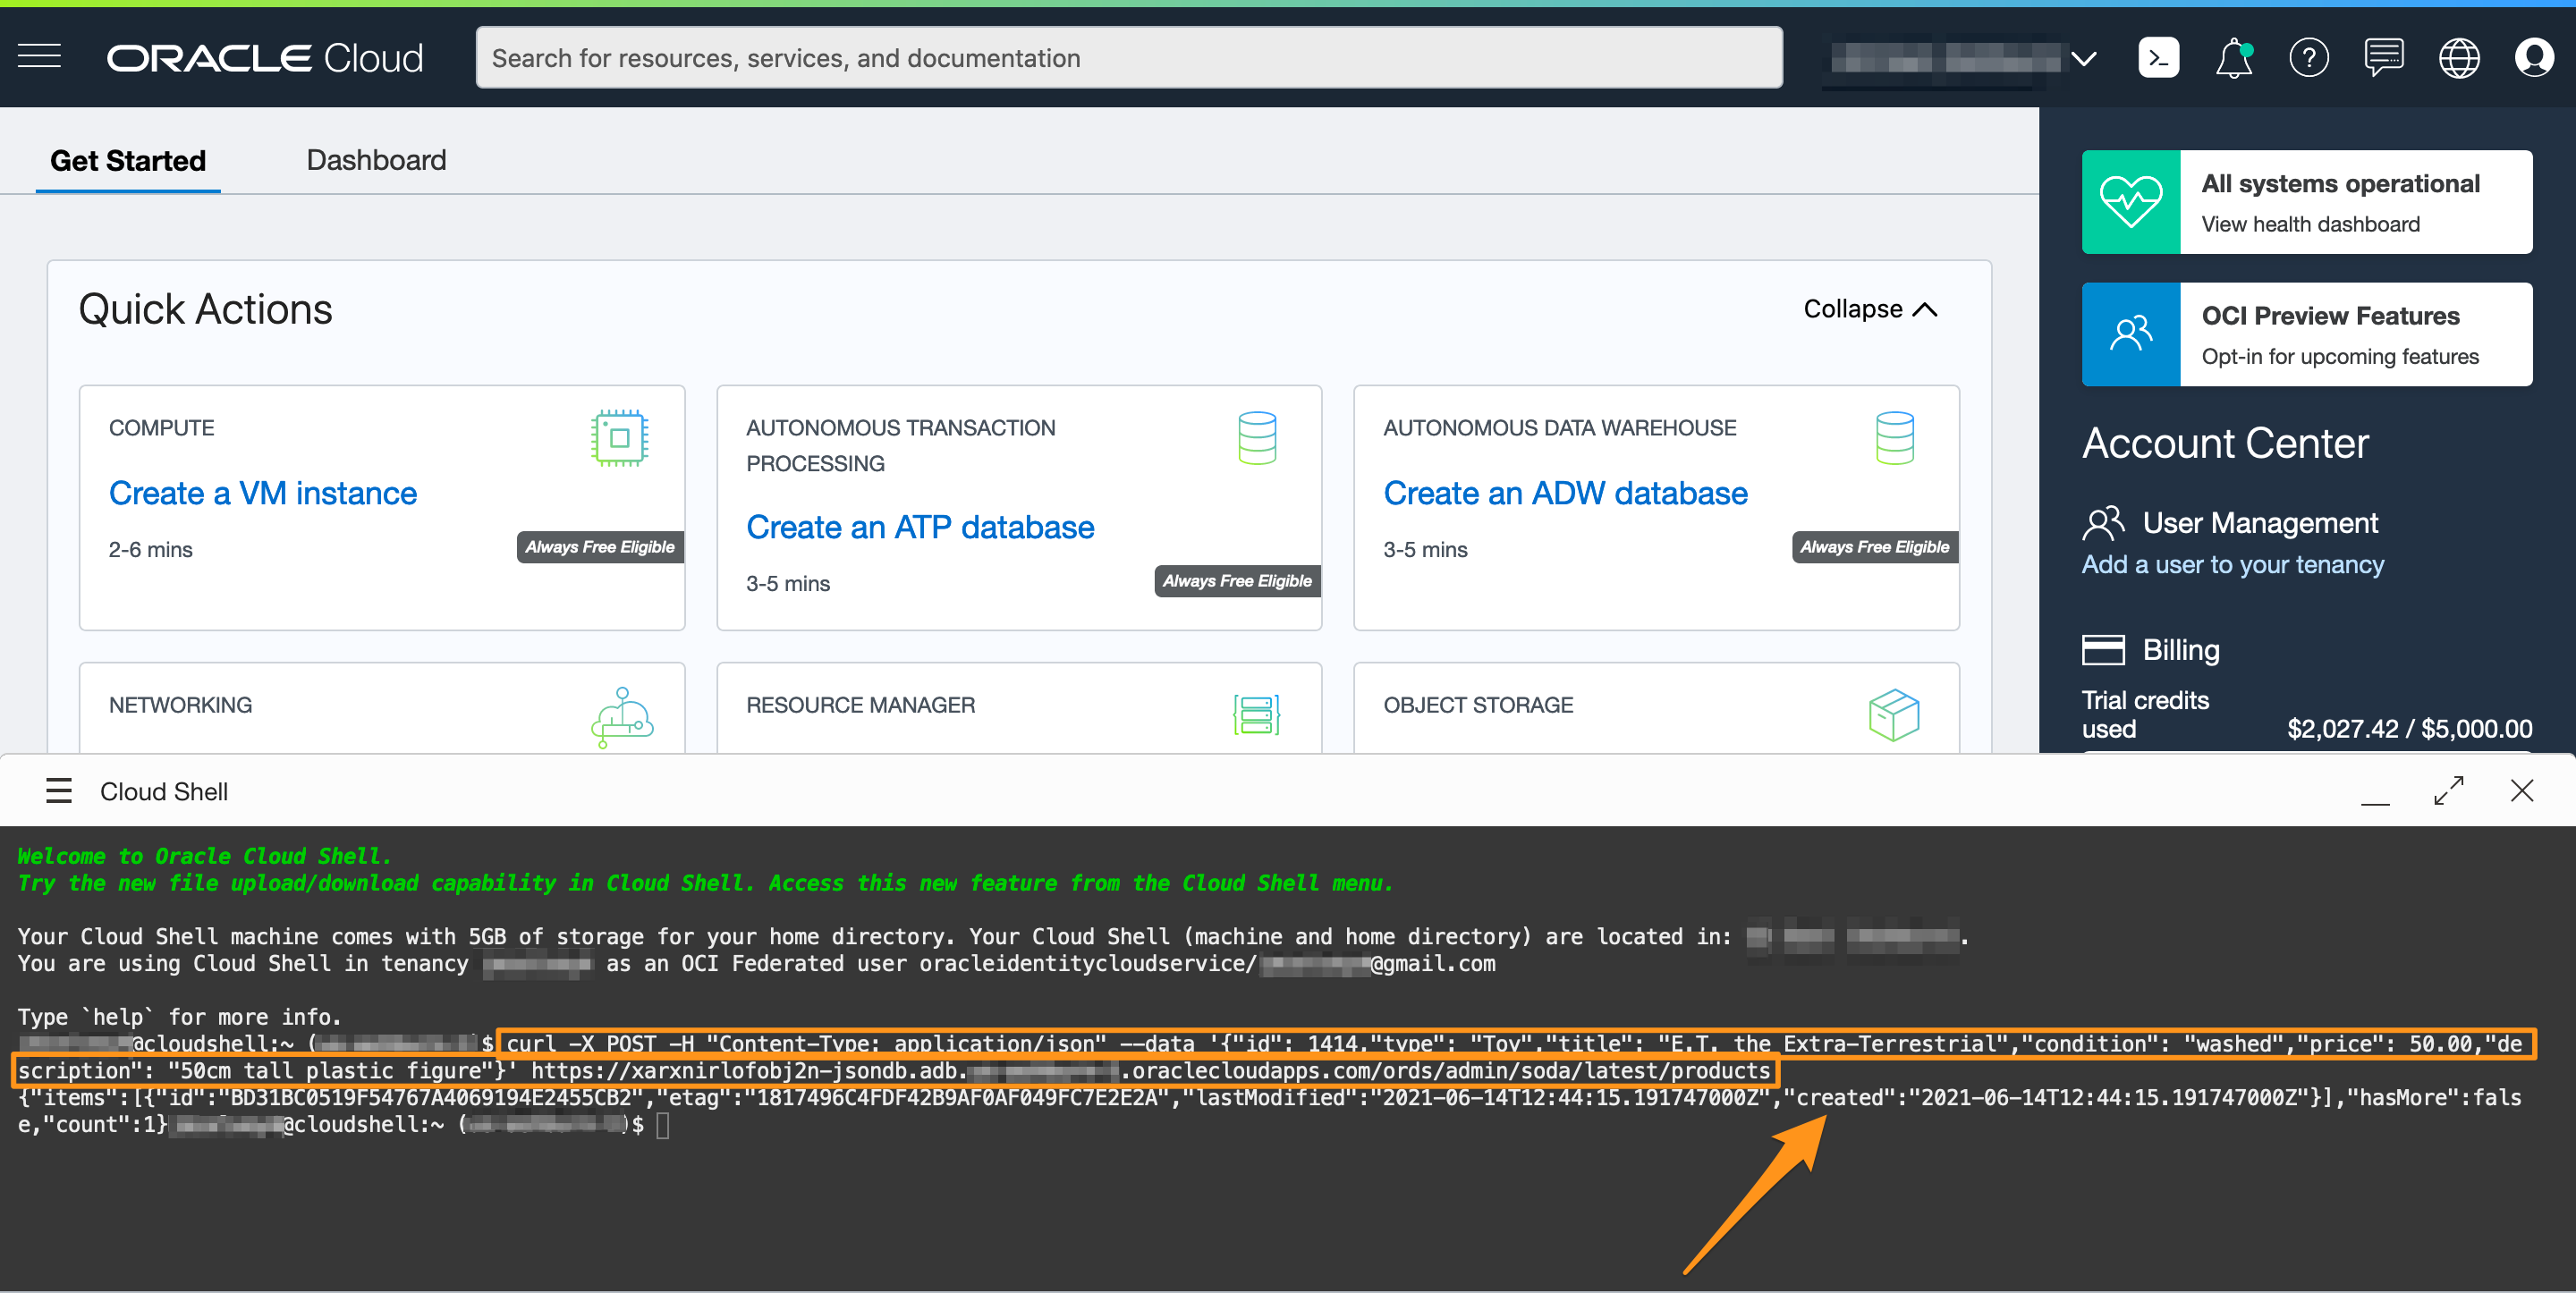 ORACLE Cloud
Search for resources, services, and documentation
Get Started
Dashboard
All systems operational
View health dashboard
Quick Actions
Collapse
OCI Preview Features
Opt-in for upcoming features
COMPUTE
Create a VM instance
2-6 mins
Always Free Eligible
AUTONOMOUS TRANSACTION
PROCESSING
Create an ATP database
3-5 mins
Always Free Eligible
AUTONOMOUS DATA WAREHOUSE
Create an ADW database
3-5 mins
Always Free Eligible
Account Center
User Management
Add a user to your tenancy
Billing
Trial credits
used
$2,027.42 / $5,000.00
NETWORKING
RESOURCE MANAGER
OBJECT STORAGE
Cloud Shell
Welcome to Oracle Cloud Shell.
Try the new file upload/download capability in Cloud Shell. Access this new feature from the Cloud Shell menu.
Your Cloud Shell machine comes with 5GB of storage for your home directory. Your Cloud Shell (machine and home directory) are located in: .
You are using Cloud Shell in tenancy as an OCI Federated user oracleidentitycloudservice/ @gmail.com
Type `help` for more info.
@cloudshell:~ ( $ curl -X POST -H "Content-Type: application/json" --data '{"id": 1414,"type": "Toy","title": "E.T. the Extra-Terrestrial","condition": "washed","price": 50.00,"de
scription": "50cm tall plastic figure"}' https://xarxnirlofobj2n-jsondb.adb. .oraclecloudapps.com/ords/admin/soda/latest/products
{"items":[{"id":"BD31BC0519F54767A4069194E2455CB2","etag":"1817496C4FDF42B9AF0AF049FC7E2E2A","lastModified":"2021-06-14T12:44:15.191747000Z","created":"2021-06-14T12:44:15.191747000Z"}],"hasMore":fals
e,"count":1} @cloudshell:~ ( )$